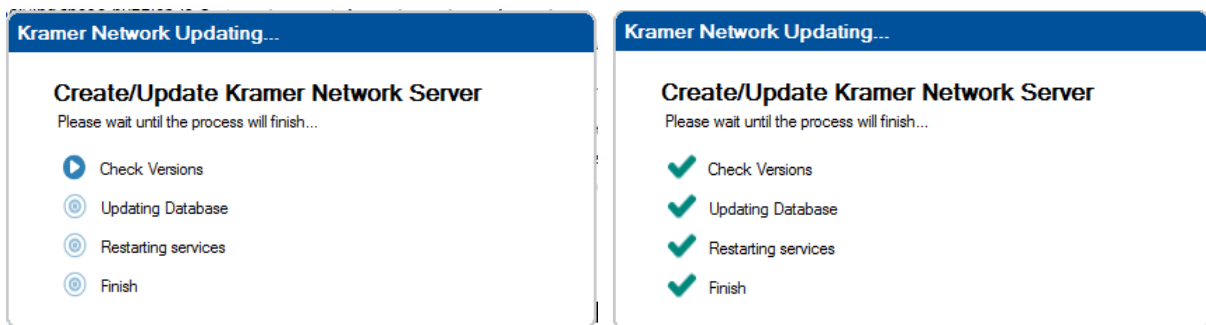 Kramer Network Updating...
Create/Update Kramer Network Server
Please wait until the process will finish...
Check Versions
Updating Database
Restarting services
Finish
Kramer Network Updating...
Create/Update Kramer Network Server
Please wait until the process will finish...
Check Versions
Updating Database
Restarting services
Finish